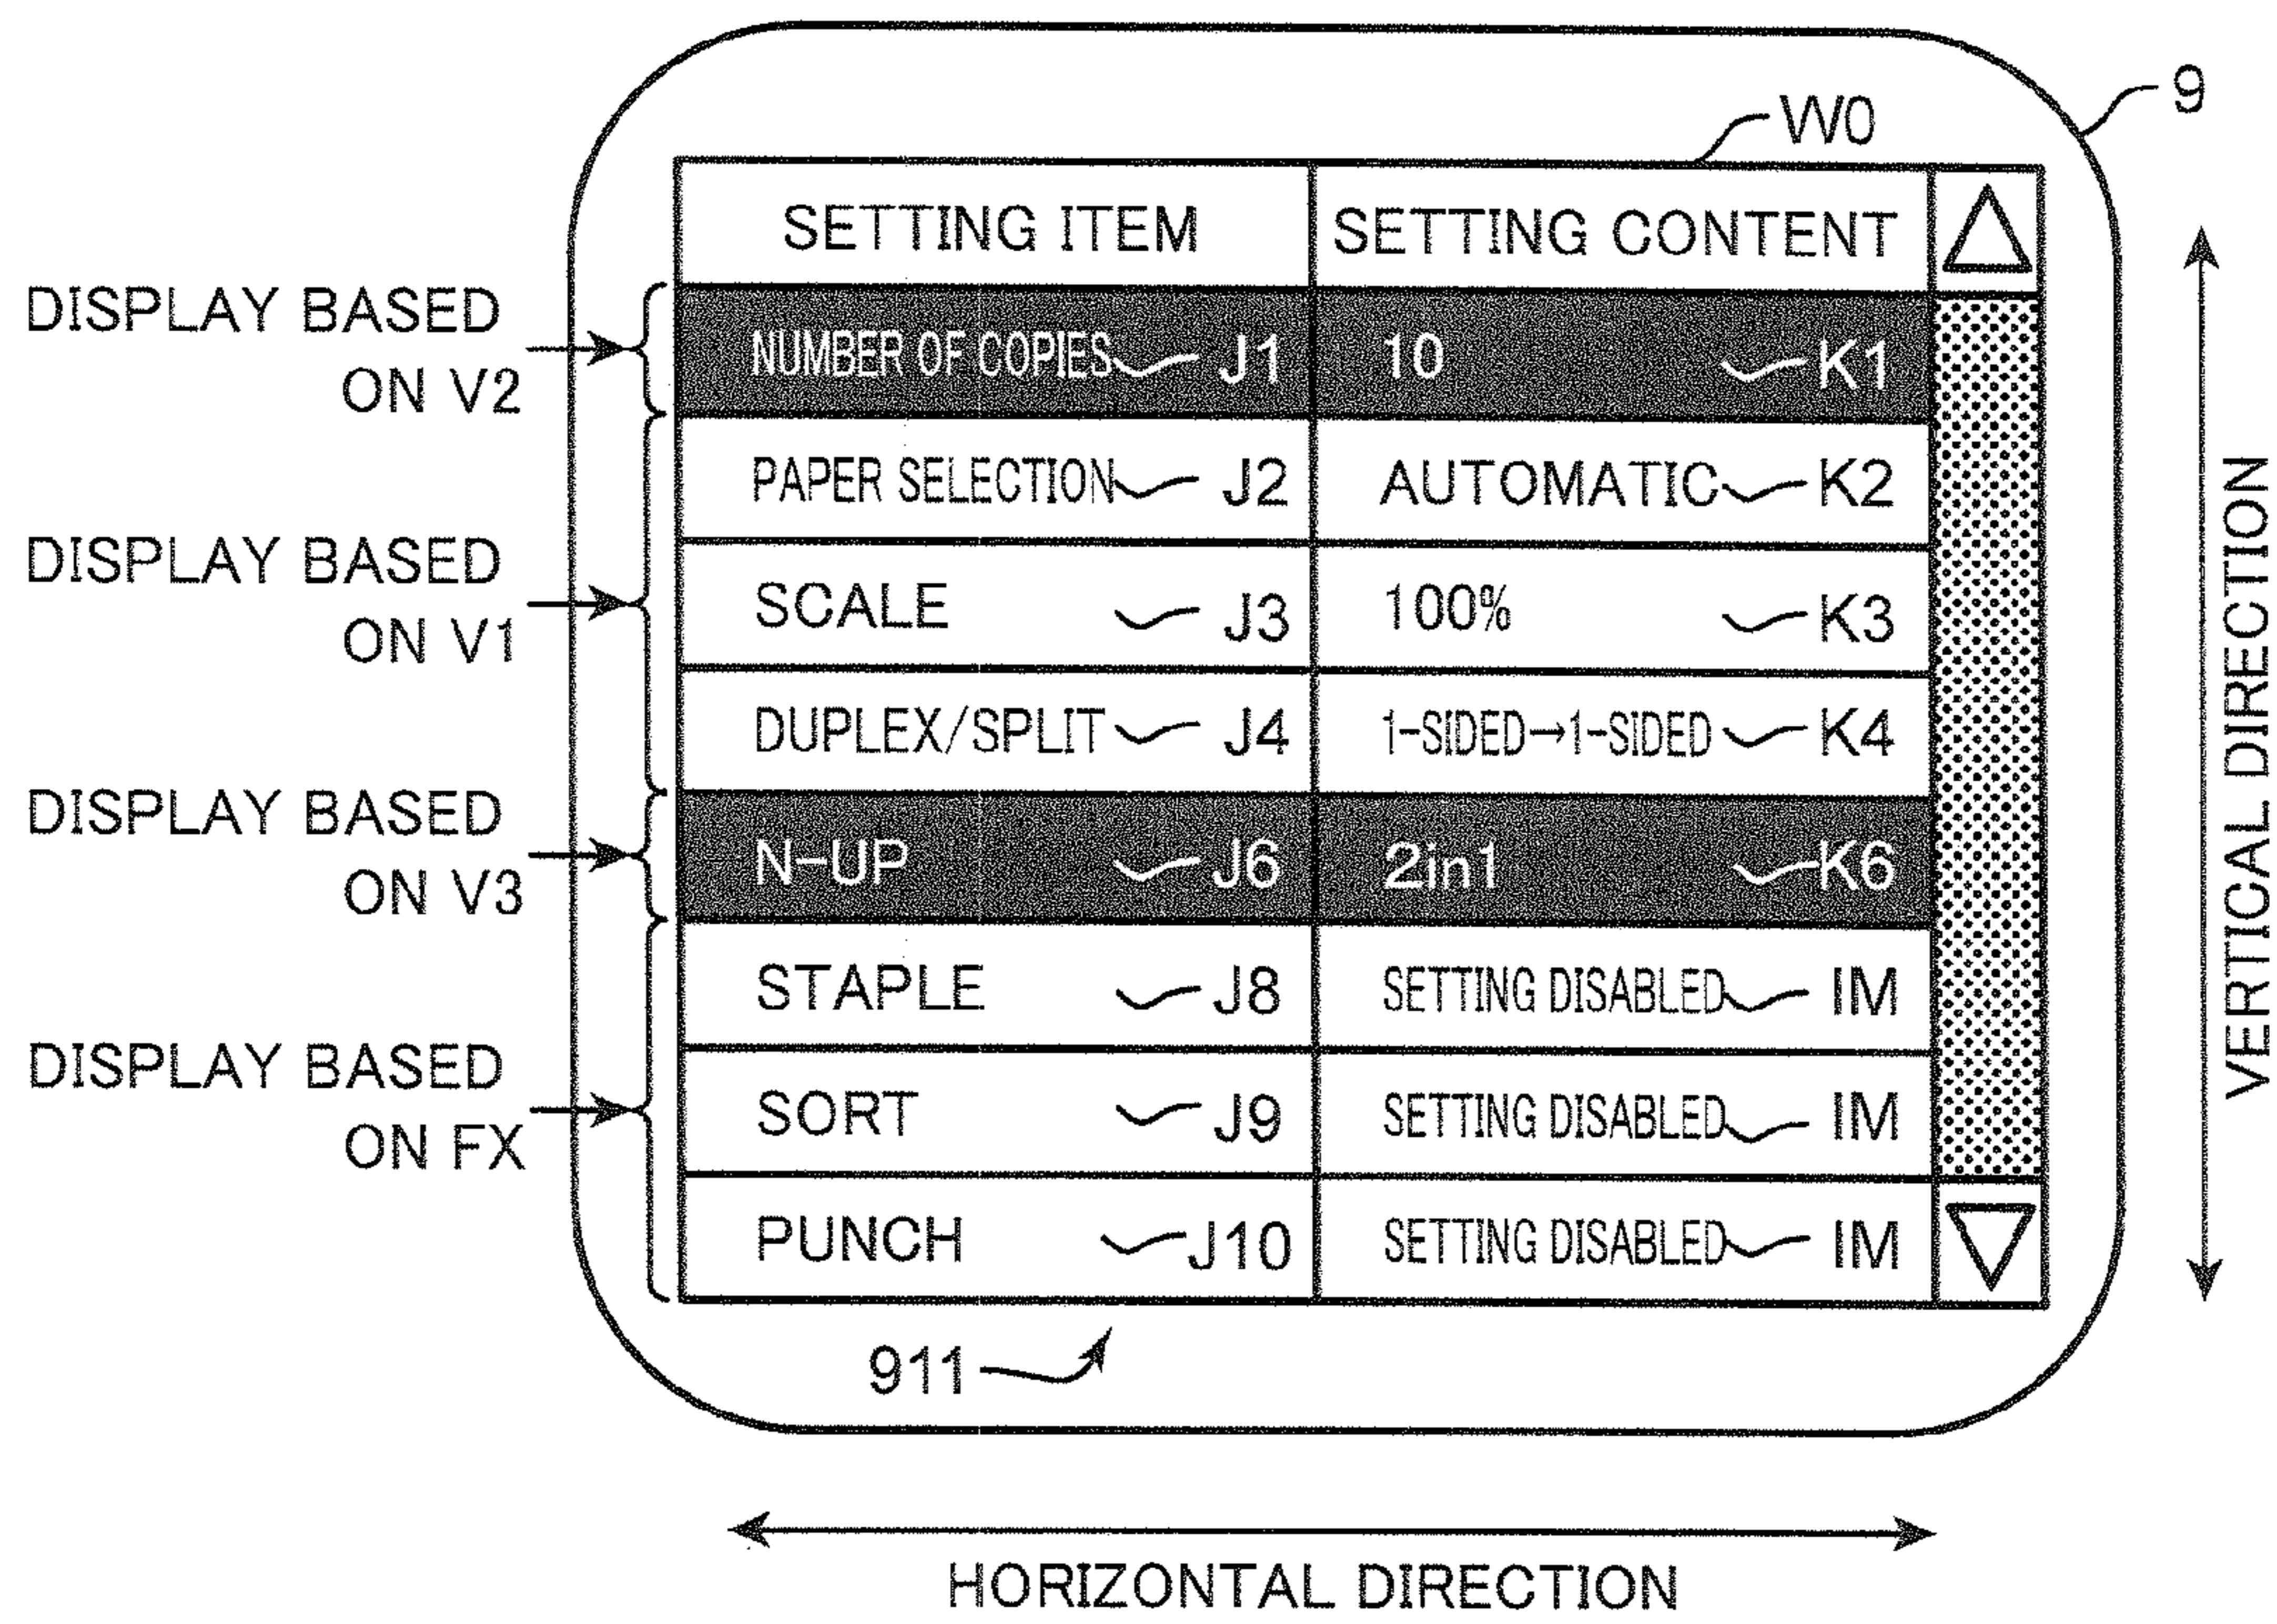 9
W0
SETTING ITEM SETTING CONTENT
DISPLAY BASED
ON V2
NUMBER OF COPIES J1 10 K1
PAPER SELECTION J2 AUTOMATIC K2
DISPLAY BASED
ON V1
SCALE J3 100% K3
DUPLEX/SPLIT J4 1-SIDED→1-SIDED K4
DISPLAY BASED
ON V3
N-UP J6 2in1 K6
STAPLE J8 SETTING DISABLED IM
DISPLAY BASED
ON FX
SORT J9 SETTING DISABLED IM
PUNCH J10 SETTING DISABLED IM
911
VERTICAL DIRECTION
HORIZONTAL DIRECTION